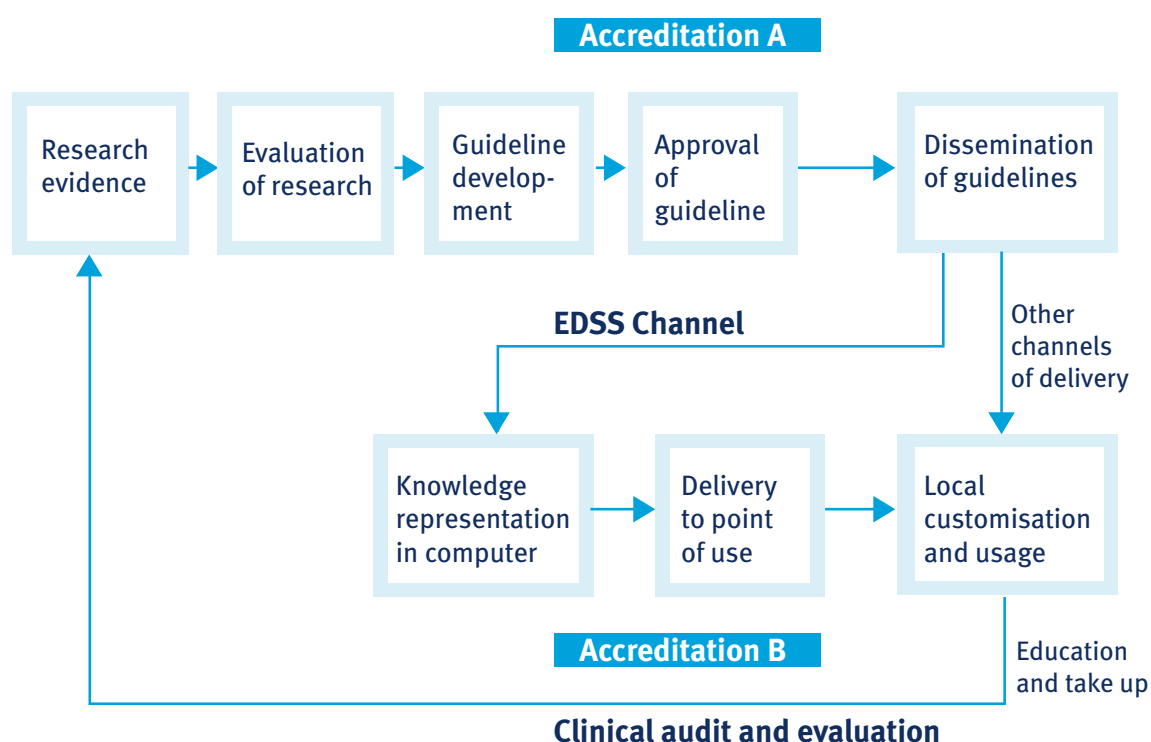 Accreditation A
Research
evidence
Evaluation
of research
Guideline
develop-
ment
Approval
of
guideline
Dissemination
of guidelines
EDSS Channel
Other
channels
of delivery
Knowledge
representation
in computer
Delivery
to point
of use
Local
customisation
and usage
Accreditation B
Education
and take up
Clinical audit and evaluation